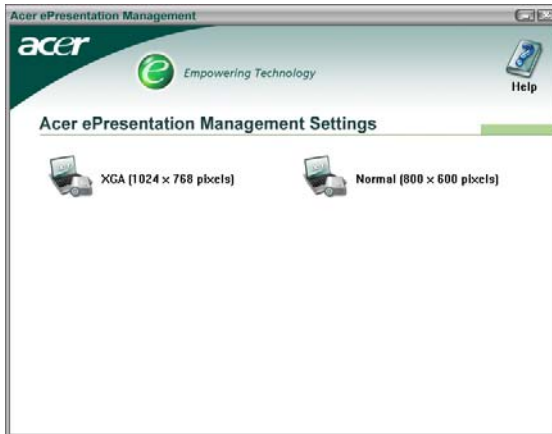 Acer ePresentation Management
acer
e Empowering Technology
Help
Acer ePresentation Management Settings
XGA (1024 x 768 pixels)
Normal (800 x 600 pixels)